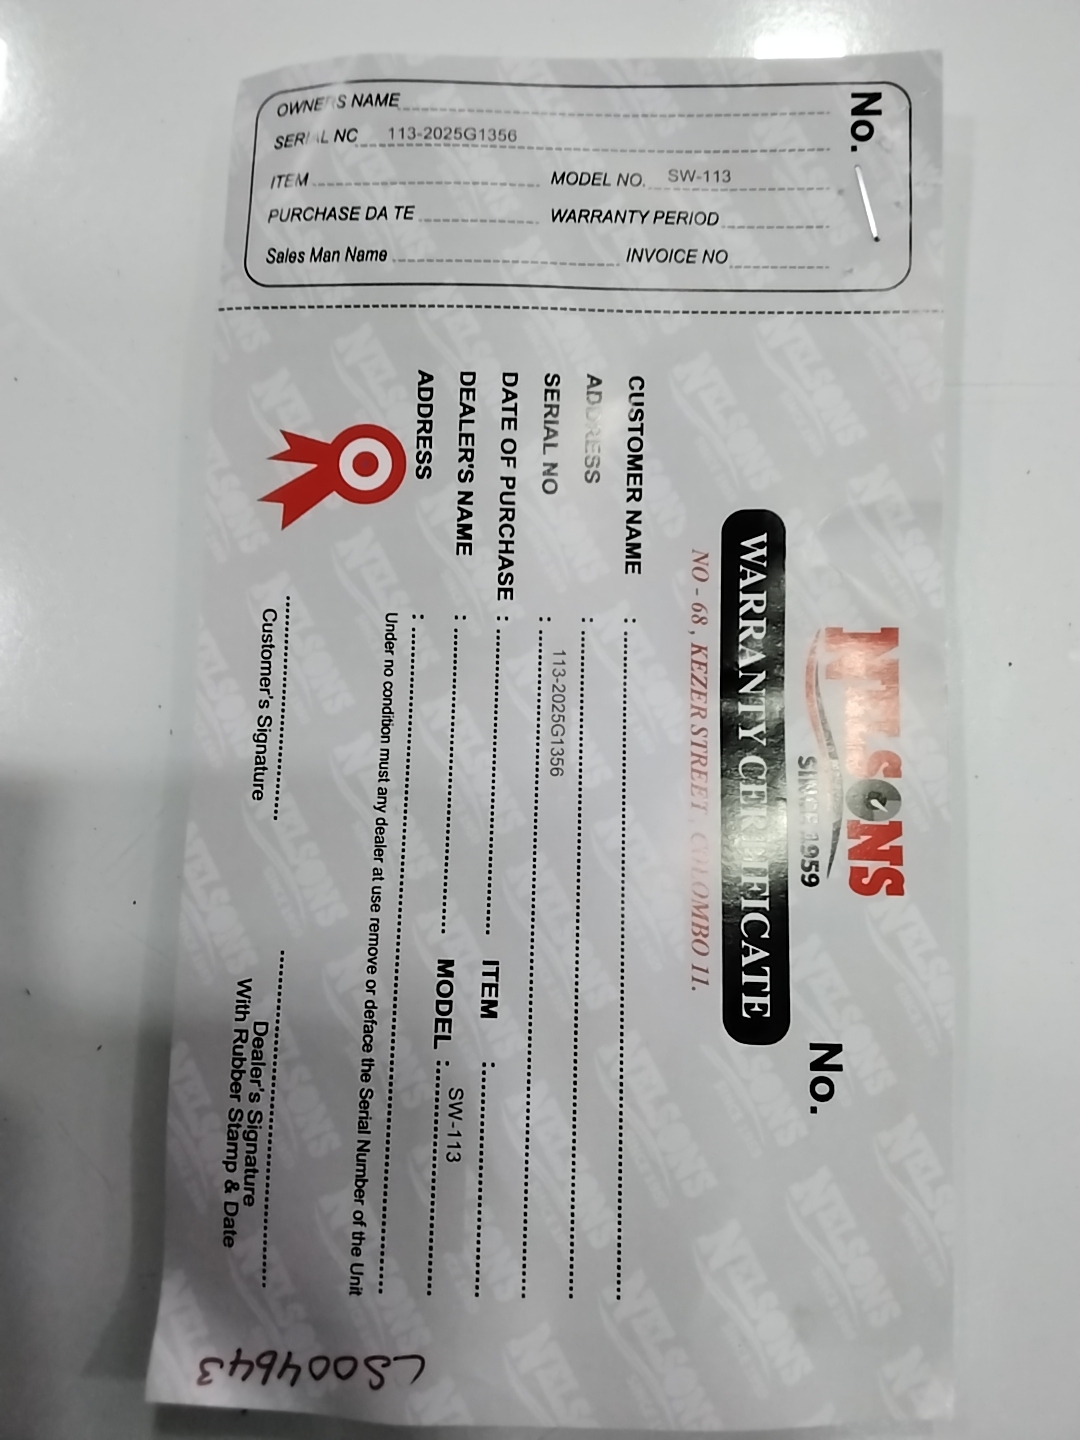 No.
OWNER'S NAME
SERIAL NO 113-2025G1356
ITEM MODEL NO. SW-113
PURCHASE DA TE WARRANTY PERIOD
Sales Man Name INVOICE NO
NELSONS
SINCE 1959
No.
WARRANTY CERTIFICATE
NO - 68 , KEZER STREET , COLOMBO 11.
CUSTOMER NAME :
ADDRESS :
SERIAL NO : 113-2025G1356
DATE OF PURCHASE : ITEM :
DEALER'S NAME : MODEL : SW-113
ADDRESS :
Under no condition must any dealer at use remove or deface the Serial Number of the Unit
Customer's Signature
Dealer's Signature
With Rubber Stamp & Date
LS004643